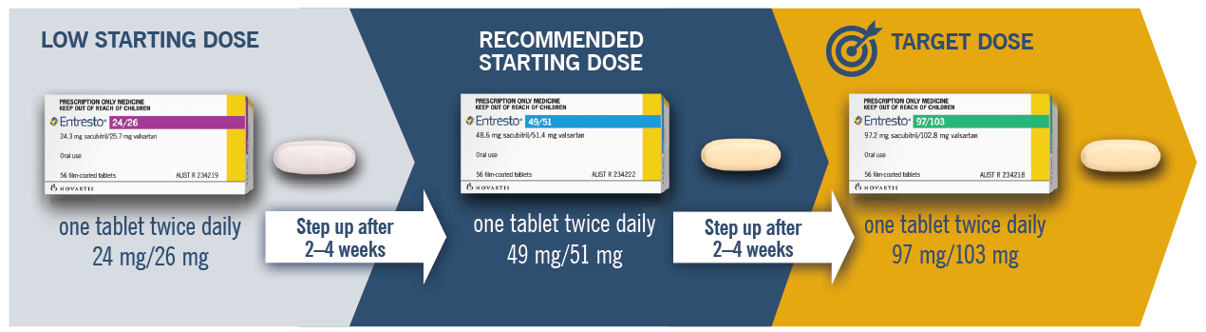 LOW STARTING DOSE
PRESCRIPTION ONLY MEDICINE
KEEP OUT OF REACH OF CHILDREN
Entresto® 24/26
24.3 mg sacubitril/25.7 mg valsartan
Oral use
56 film-coated tablets AUST R 234219
NOVARTIS
one tablet twice daily
24 mg/26 mg
Step up after
2–4 weeks
RECOMMENDED
STARTING DOSE
PRESCRIPTION ONLY MEDICINE
KEEP OUT OF REACH OF CHILDREN
Entresto® 49/51
48.6 mg sacubitril/51.4 mg valsartan
Oral use
56 film-coated tablets AUST R 234222
NOVARTIS
one tablet twice daily
49 mg/51 mg
Step up after
2–4 weeks
TARGET DOSE
PRESCRIPTION ONLY MEDICINE
KEEP OUT OF REACH OF CHILDREN
Entresto® 97/103
97.2 mg sacubitril/102.8 mg valsartan
Oral use
56 film-coated tablets AUST R 234218
NOVARTIS
one tablet twice daily
97 mg/103 mg